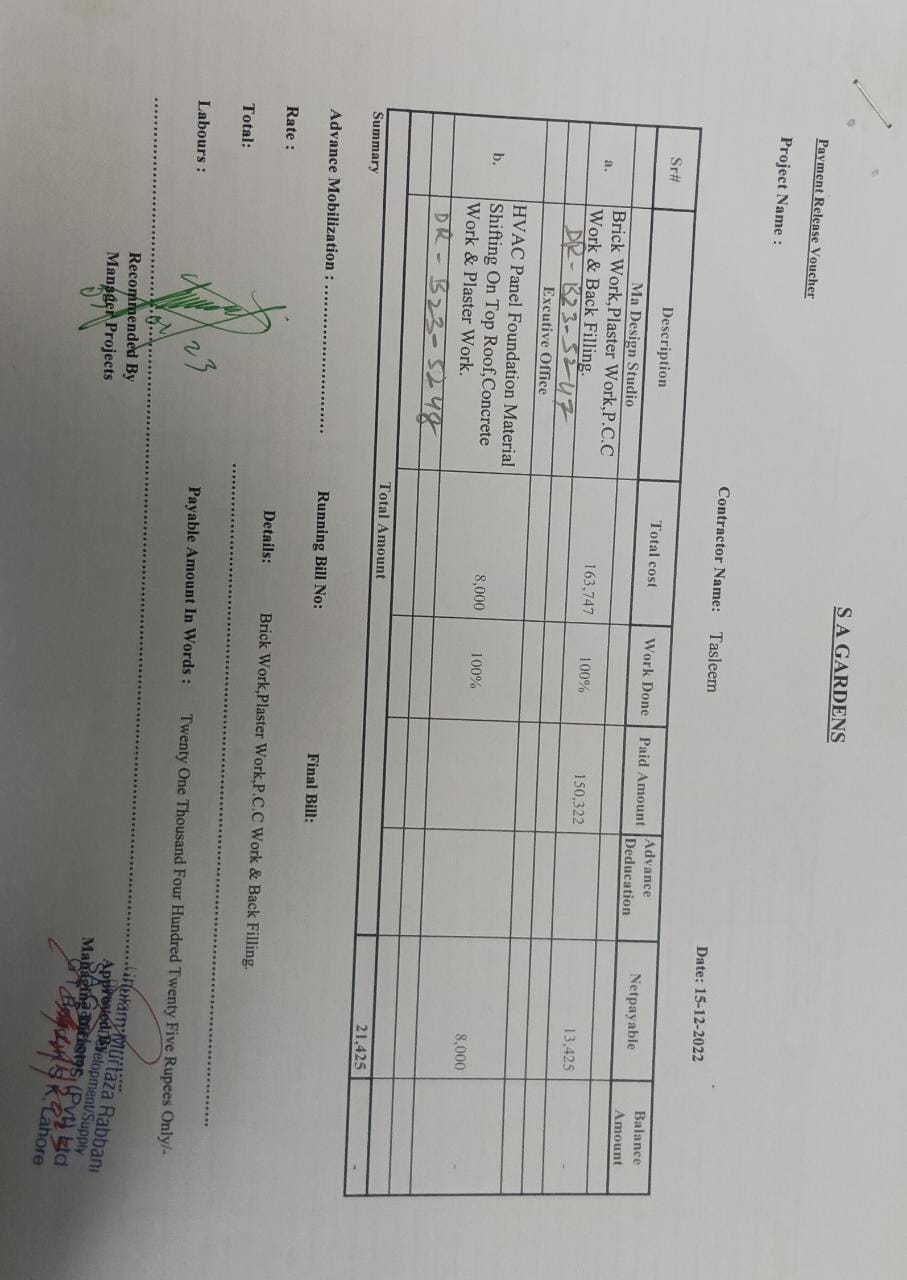 S A GARDENS
Payment Release Voucher
Project Name :
Contractor Name: Tasleem
Date: 15-12-2022
Sr# Description Total cost Work Done Paid Amount Advance Deducation Netpayable Balance Amount
Ma Design Studio
a. Brick Work,Plaster Work,P.C.C Work & Back Filling. 163,747 100% 150,322 13,425 -
DR - B23-5247
Excutive Office
b. HVAC Panel Foundation Material Shifting On Top Roof,Concrete Work & Plaster Work. 8,000 100% 8,000 -
DR - B23-5248
Total Amount 21,425 -
Summary
Advance Mobilization : ........................ Running Bill No: Final Bill:
Rate :
Details: Brick Work,Plaster Work,P.C.C Work & Back Filling.
Total:
Labours :
Payable Amount In Words : Twenty One Thousand Four Hundred Twenty Five Rupees Only/-
Recommended By
Manager Projects
Murtaza Rabbani
Approved By
Development/Supply
Managing
(Pvt) Ltd
Lahore